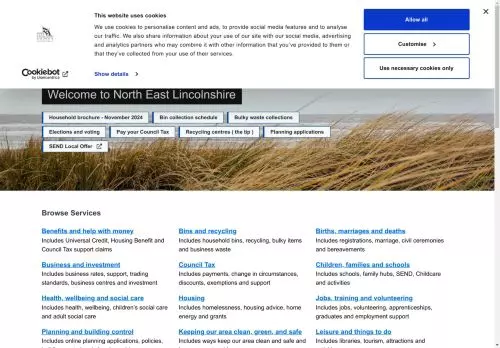 This website uses cookies
We use cookies to personalise content and ads, to provide social media features and to analyse
our traffic. We also share information about your use of our site with our social media, advertising
and analytics partners who may combine it with other information that you've provided to them or
that they've collected from your use of their services.
Show details
Allow all
Customise
Use necessary cookies only
Cookiebot
by Usercentrics
Welcome to North East Lincolnshire
Household brochure - November 2024
Bin collection schedule
Bulky waste collections
Elections and voting
Pay your Council Tax
Recycling centres ( the tip )
Planning applications
SEND Local Offer
Browse Services
Benefits and help with money
Includes Universal Credit, Housing Benefit and
Council Tax support claims
Bins and recycling
Includes household bins, recycling, bulky items
and business waste
Births, marriages and deaths
Includes registrations, marriage, civil ceremonies
and bereavements
Business and investment
Includes business rates, support, trading
standards, business centres and investment
Council Tax
Includes payments, change in circumstances,
discounts, exemptions and support
Children, families and schools
Includes schools, family hubs, SEND, Childcare
and activities
Health, wellbeing and social care
Includes health, wellbeing, children's social care
and adult social care
Housing
Includes homelessness, housing advice, home
energy and grants
Jobs, training and volunteering
Includes jobs, volunteering, apprenticeships,
graduates and employment support
Planning and building control
Includes online planning applications, policies,
Keeping our area clean, green, and safe
Includes ways keep our area clean and safe and
Leisure and things to do
Includes libraries, tourism, attractions and